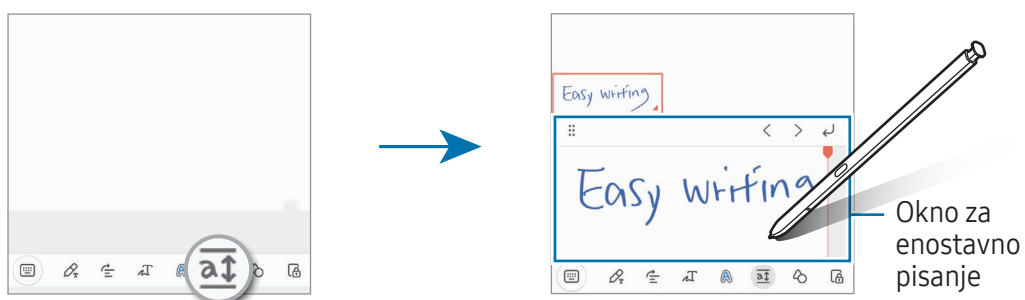 Easy writing
Easy writing
Okno za
enostavno
pisanje